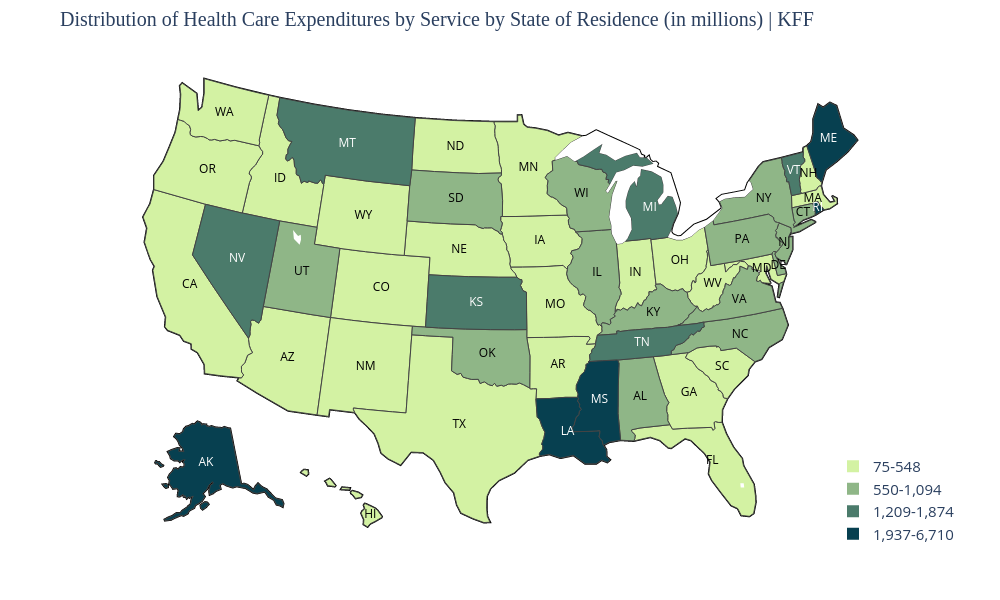 Distribution of Health Care Expenditures by Service by State of Residence (in millions) | KFF
WA
ME
MT
ND
VT
NH
OR
MN
ID
SD
WI
NY
MA
WY
MI
CT
RI
IA
PA
NJ
NE
NV
OH
MD
DE
UT
IL
IN
CA
CO
WV
VA
KS
MO
KY
NC
TN
OK
AZ
NM
AR
SC
MS
AL
GA
TX
LA
AK
FL
HI
75-548
550-1,094
1,209-1,874
1,937-6,710